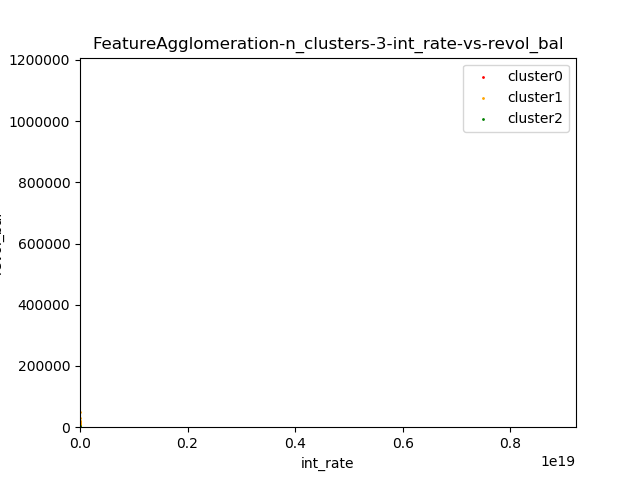 FeatureAgglomeration-n_clusters-3-int_rate-vs-revol_bal
1200000
1000000
800000
600000
400000
200000
0
0.0 0.2 0.4 0.6 0.8
1e19
int_rate
cluster0
cluster1
cluster2